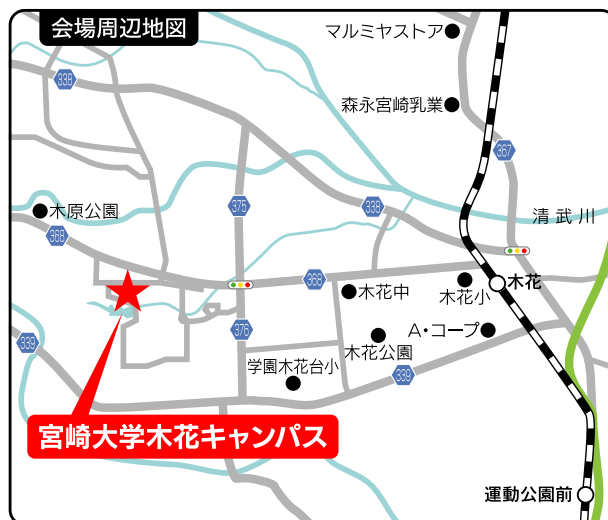 会場周辺地図
マルミヤストア
338
森永宮崎乳業
367
木原公園
375
338
清武川
368
368
木花
木花中
木花小
376
A・コープ
339
木花公園
学園木花台小
339
宮崎大学木花キャンパス
運動公園前